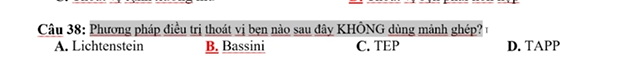 Câu 38: Phương pháp điều trị thoát vị bẹn nào sau đây KHÔNG dùng mảnh ghép?
A. Lichtenstein B. Bassini C. TEP D. TAPP